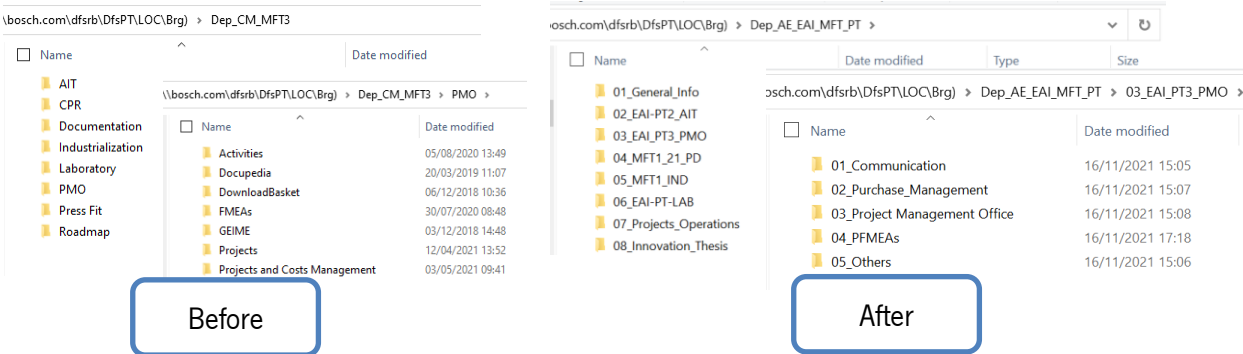 \bosch.com\dfsrb\DfsPT\LOC\Brg) > Dep_CM_MFT3
Name Date modified
AIT
CPR
Documentation
Industrialization
Laboratory
PMO
Press Fit
Roadmap
\\bosch.com\dfsrb\DfsPT\LOC\Brg) > Dep_CM_MFT3 > PMO >
Name Date modified
Activities 05/08/2020 13:49
Docupedia 20/03/2019 11:07
DownloadBasket 06/12/2018 10:36
FMEAs 30/07/2020 08:48
GEIME 03/12/2018 14:48
Projects 12/04/2021 13:52
Projects and Costs Management 03/05/2021 09:41
Before
osch.com\dfsrb\DfsPT\LOC\Brg) > Dep_AE_EAI_MFT_PT >
Name Date modified Type Size
01_General_Info
02_EAI-PT2_AIT
03_EAI_PT3_PMO
04_MFT1_21_PD
05_MFT1_IND
06_EAI-PT-LAB
07_Projects_Operations
08_Innovation_Thesis
osch.com\dfsrb\DfsPT\LOC\Brg) > Dep_AE_EAI_MFT_PT > 03_EAI_PT3_PMO >
Name Date modified
01_Communication 16/11/2021 15:05
02_Purchase_Management 16/11/2021 15:07
03_Project Management Office 16/11/2021 15:08
04_PFMEAs 16/11/2021 17:18
05_Others 16/11/2021 15:06
After